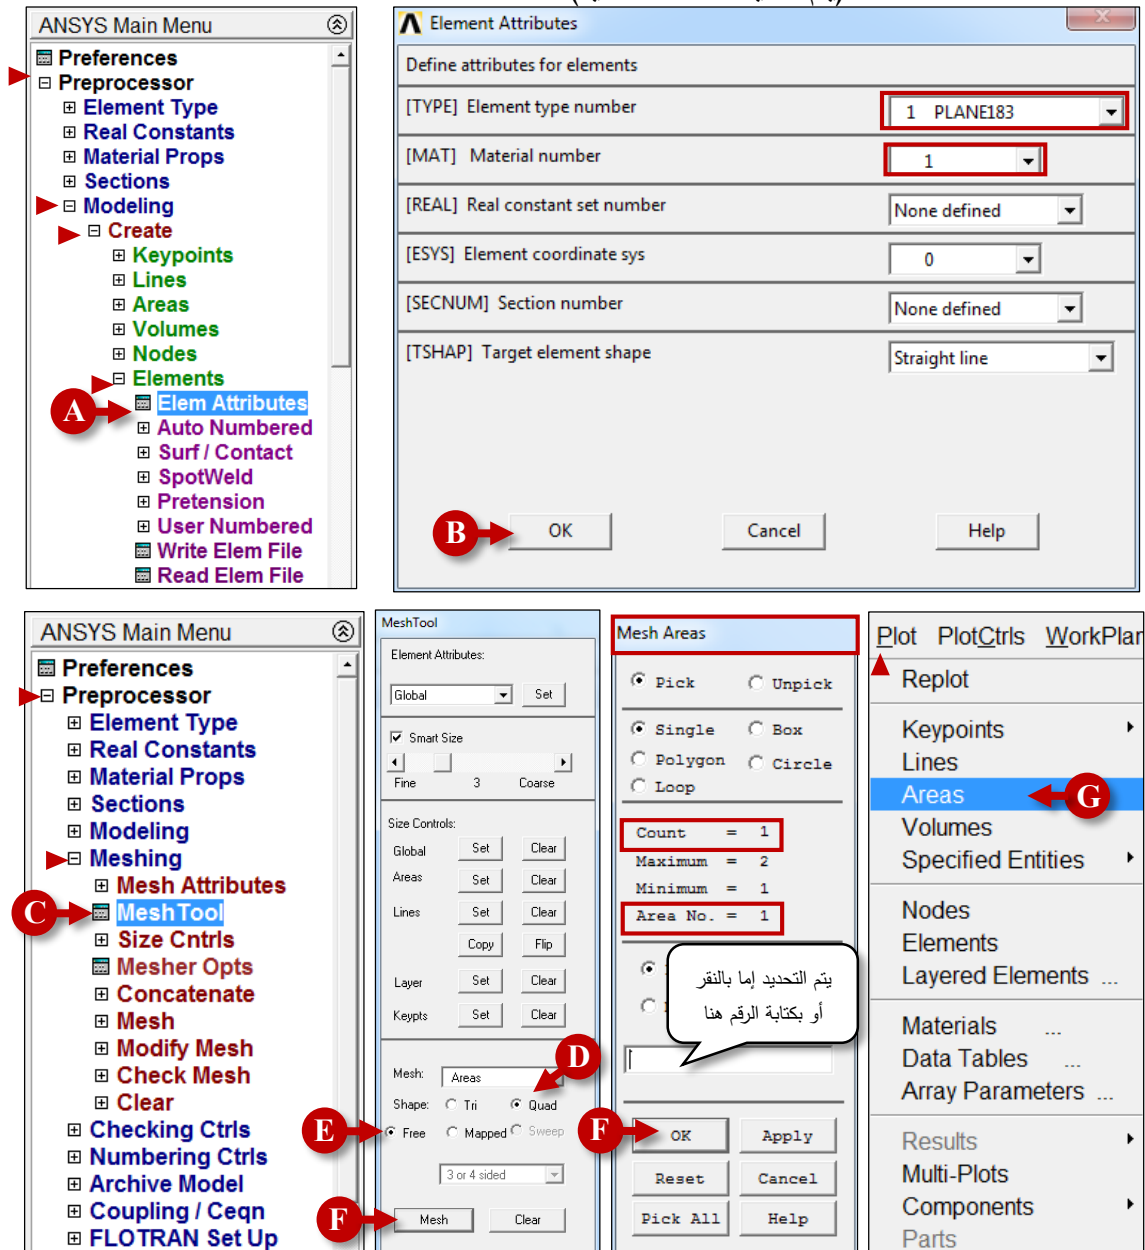 ANSYS Main Menu
Preferences
Preprocessor
Element Type
Real Constants
Material Props
Sections
Modeling
Create
Keypoints
Lines
Areas
Volumes
Nodes
Elements
A
Elem Attributes
Auto Numbered
Surf / Contact
SpotWeld
Pretension
User Numbered
Write Elem File
Read Elem File
Element Attributes
Define attributes for elements
[TYPE] Element type number
1 PLANE183
[MAT] Material number
1
[REAL] Real constant set number
None defined
[ESYS] Element coordinate sys
0
[SECNUM] Section number
None defined
[TSHAP] Target element shape
Straight line
B
OK
Cancel
Help
ANSYS Main Menu
Preferences
Preprocessor
Element Type
Real Constants
Material Props
Sections
Modeling
Meshing
Mesh Attributes
C
MeshTool
Size Cntrls
Mesher Opts
Concatenate
Mesh
Modify Mesh
Check Mesh
Clear
Checking Ctrls
Numbering Ctrls
Archive Model
Coupling / Ceqn
FLOTRAN Set Up
MeshTool
Element Attributes:
Global
Set
Smart Size
Fine 3 Coarse
Size Controls:
Global Set Clear
Areas Set Clear
Lines Set Clear
Copy Flip
Layer Set Clear
Keypts Set Clear
D
Mesh: Areas
Shape: Tri Quad
E
Free Mapped Sweep
3 or 4 sided
F
Mesh Clear
Mesh Areas
Pick Unpick
Single Box
Polygon Circle
Loop
Count = 1
Maximum = 2
Minimum = 1
Area No. = 1
يتم التحديد إما بالنقر
أو بكتابة الرقم هنا
F
OK Apply
Reset Cancel
Pick All Help
Plot PlotCtrls WorkPlan
Replot
Keypoints
Lines
Areas
G
Volumes
Specified Entities
Nodes
Elements
Layered Elements ...
Materials ...
Data Tables ...
Array Parameters ...
Results
Multi-Plots
Components
Parts